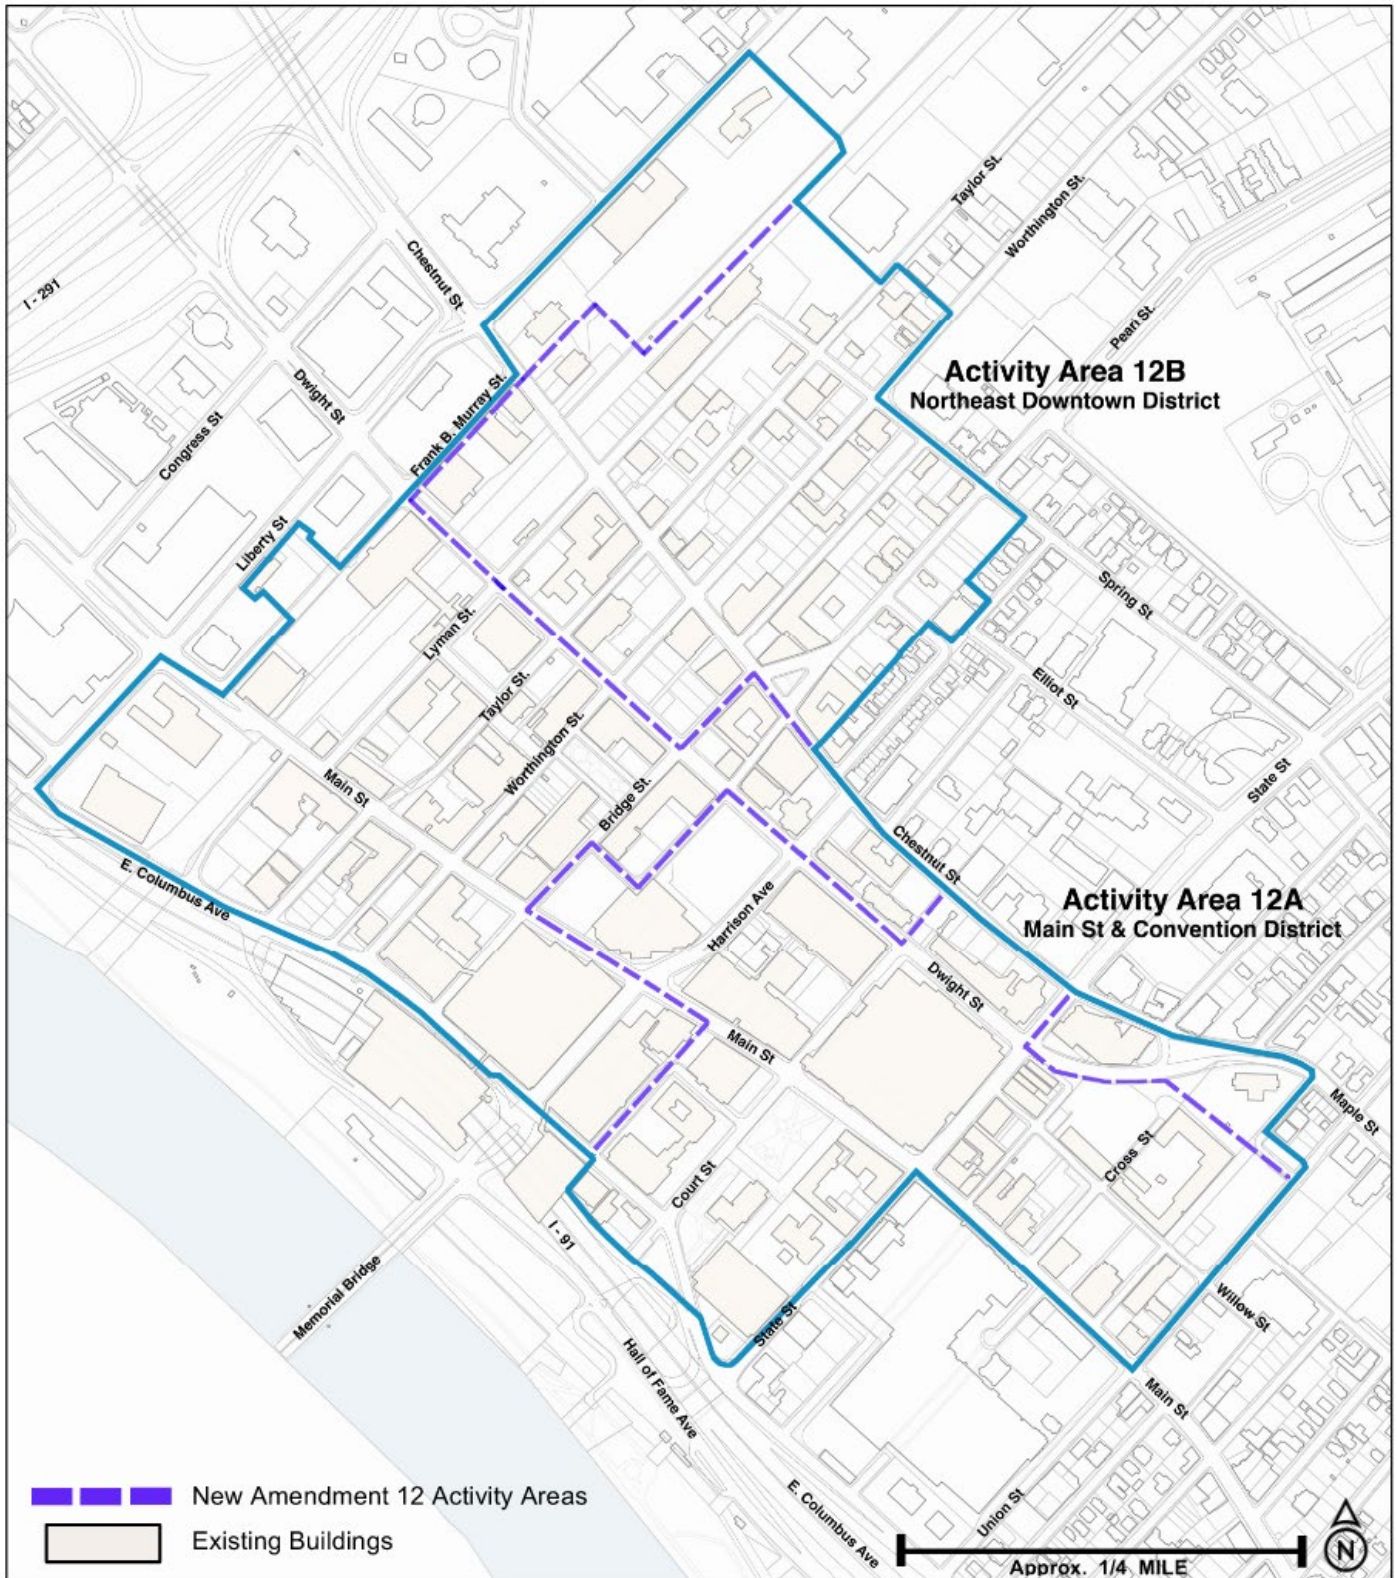 Taylor St.
Worthington St.
Chestnut St
I - 291
Pearl St.
Activity Area 12B
Northeast Downtown District
Dwight St
Frank B. Murray St.
Congress St
Liberty St
Spring St
Lyman St.
Elliot St
Taylor St.
Worthington St.
State St
Main St
Bridge St.
Chestnut St
E. Columbus Ave
Activity Area 12A
Main St & Convention District
Harrison Ave
Dwight St
Main St
Maple St
Cross St
Court St
I - 91
Memorial Bridge
Willow St
State St
Hall of Fame Ave
Main St
New Amendment 12 Activity Areas
E. Columbus Ave
Union St
Existing Buildings
N
Approx. 1/4 MILE